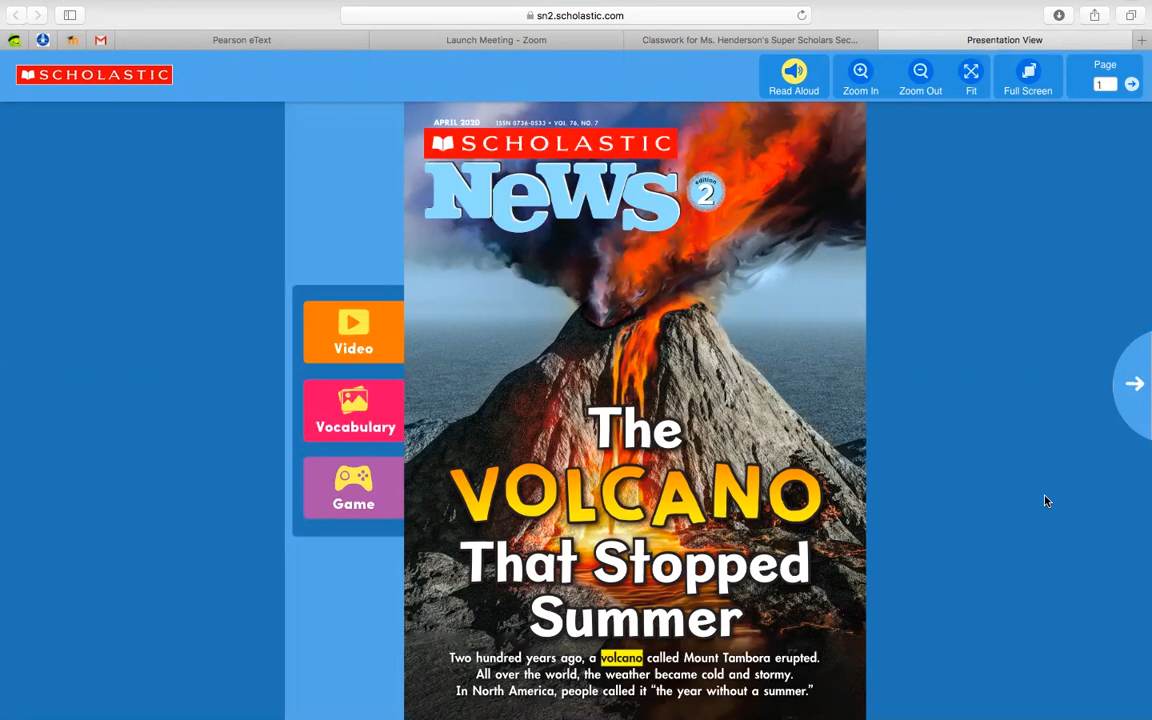 sn2.scholastic.com
Pearson eText
Launch Meeting - Zoom
Classwork for Ms. Henderson's Super Scholars Sec...
Presentation View
SCHOLASTIC
Read Aloud
Zoom In
Zoom Out
Fit
Full Screen
Page
1
APRIL 2020 ISSN 0736-0533 • VOL. 76, NO. 7
SCHOLASTIC
News
edition
2
Video
Vocabulary
Game
The
VOLCANO
That Stopped
Summer
Two hundred years ago, a volcano called Mount Tambora erupted.
All over the world, the weather became cold and stormy.
In North America, people called it “the year without a summer.”